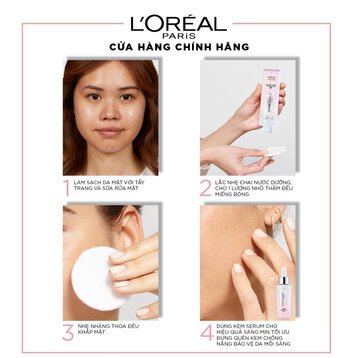 L'ORÉAL
PARIS
CỬA HÀNG CHÍNH HÃNG
1
LÀM SẠCH DA MẶT VỚI TẨY
TRANG VÀ SỮA RỬA MẶT
2
LẮC NHẸ CHAI NƯỚC DƯỠNG,
CHO 1 LƯỢNG NHỎ THẤM ĐỀU
MIẾNG BÔNG
3
NHẸ NHÀNG THOA ĐỀU
KHẮP MẶT
4
DÙNG KÈM SERUM CHO
HIỆU QUẢ SÁNG MỊN TỐI ƯU
ĐỪNG QUÊN KEM CHỐNG
NẮNG BẢO VỆ DA MỖI SÁNG